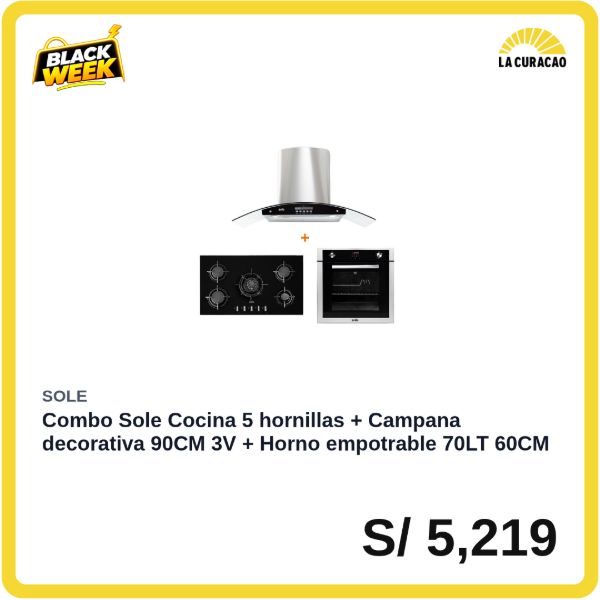 BLACK
WEEK
LA CURACAO
SOLE
Combo Sole Cocina 5 hornillas + Campana
decorativa 90CM 3V + Horno empotrable 70LT 60CM
S/ 5,219